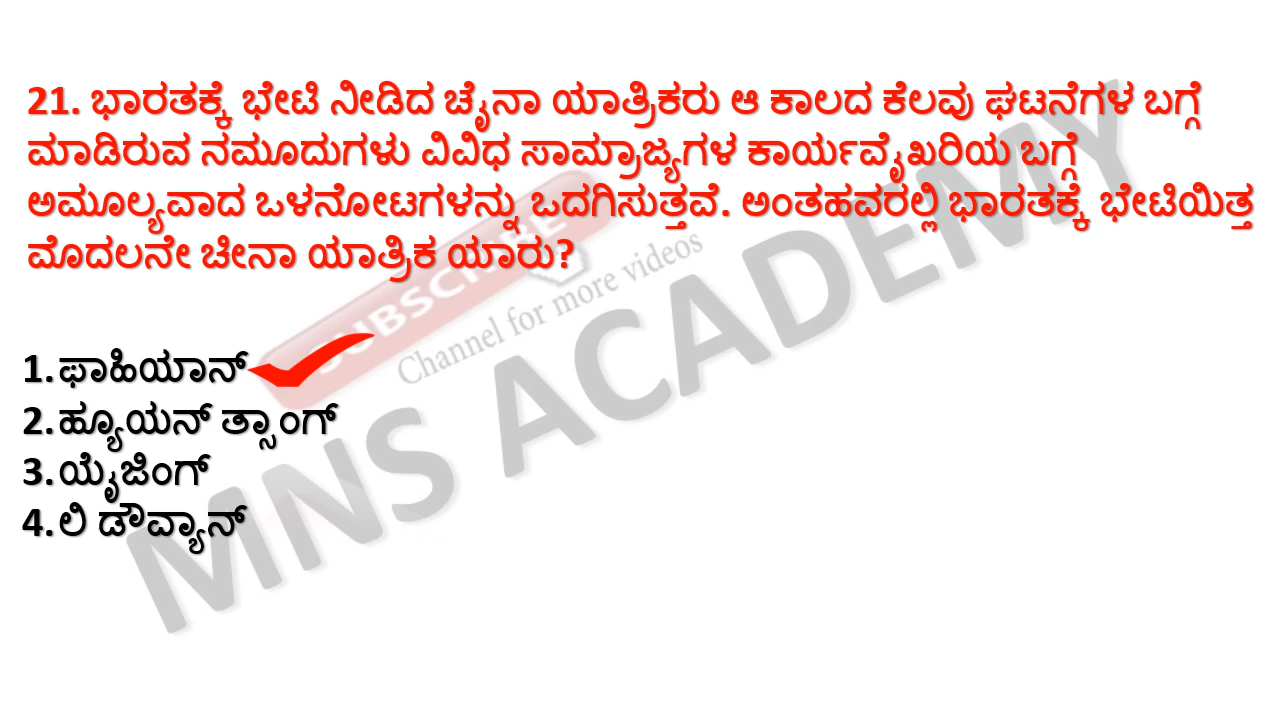 21. ಭಾರತಕ್ಕೆ ಭೇಟಿ ನೀಡಿದ ಚೈನಾ ಯಾತ್ರಿಕರು ಆ ಕಾಲದ ಕೆಲವು ಘಟನೆಗಳ ಬಗ್ಗೆ
ಮಾಡಿರುವ ನಮೂದುಗಳು ವಿವಿಧ ಸಾಮ್ರಾಜ್ಯಗಳ ಕಾರ್ಯವೈಖರಿಯ ಬಗ್ಗೆ
ಅಮೂಲ್ಯವಾದ ಒಳನೋಟಗಳನ್ನು ಒದಗಿಸುತ್ತವೆ. ಅಂತಹವರಲ್ಲಿ ಭಾರತಕ್ಕೆ ಭೇಟಿಯಿತ್ತ
ಮೊದಲನೇ ಚೀನಾ ಯಾತ್ರಿಕ ಯಾರು?
SUBSCRIBE
Channel for more videos
MNS ACADEMY
1. ಫಾಹಿಯಾನ್
2. ಹ್ಯೂಯನ್ ತ್ಸಾಂಗ್
3. ಯೈಜಿಂಗ್
4. ಲಿ ಡೌವ್ಯಾನ್